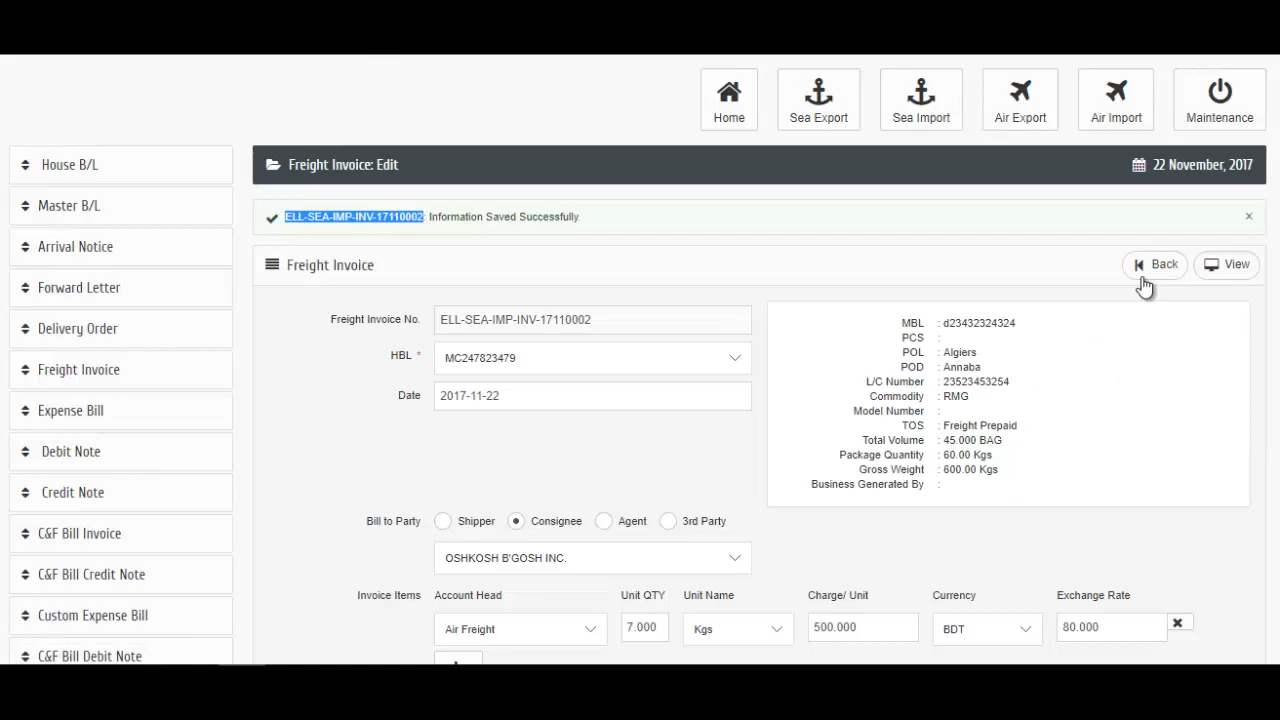 Home
Sea Export
Sea Import
Air Export
Air Import
Maintenance
House B/L
Master B/L
Arrival Notice
Forward Letter
Delivery Order
Freight Invoice
Expense Bill
Debit Note
Credit Note
C&F Bill Invoice
C&F Bill Credit Note
Custom Expense Bill
C&F Bill Debit Note
Freight Invoice: Edit
22 November, 2017
ELL-SEA-IMP-INV-17110002: Information Saved Successfully.
×
Freight Invoice
Back
View
Freight Invoice No.
ELL-SEA-IMP-INV-17110002
HBL *
MC247823479
Date
2017-11-22
MBL : d23432324324
PCS :
POL : Algiers
POD : Annaba
L/C Number : 23523453254
Commodity : RMG
Model Number :
TOS : Freight Prepaid
Total Volume : 45.000 BAG
Package Quantity : 60.00 Kgs
Gross Weight : 600.00 Kgs
Business Generated By :
Bill to Party
Shipper
Consignee
Agent
3rd Party
OSHKOSH B'GOSH INC.
Invoice Items
Account Head
Unit QTY
Unit Name
Charge/ Unit
Currency
Exchange Rate
Air Freight
7.000
Kgs
500.000
BDT
80.000